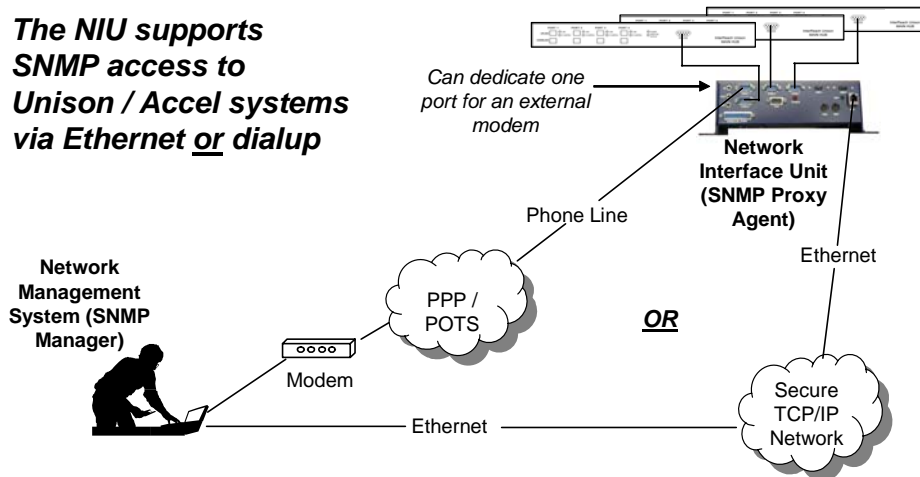 The NIU supports
SNMP access to
Unison / Accel systems
via Ethernet or dialup
Can dedicate one
port for an external
modem
Network
Interface Unit
(SNMP Proxy
Agent)
Phone Line
Ethernet
Network
Management
System (SNMP
Manager)
PPP /
POTS
OR
Modem
Secure
TCP/IP
Network
Ethernet